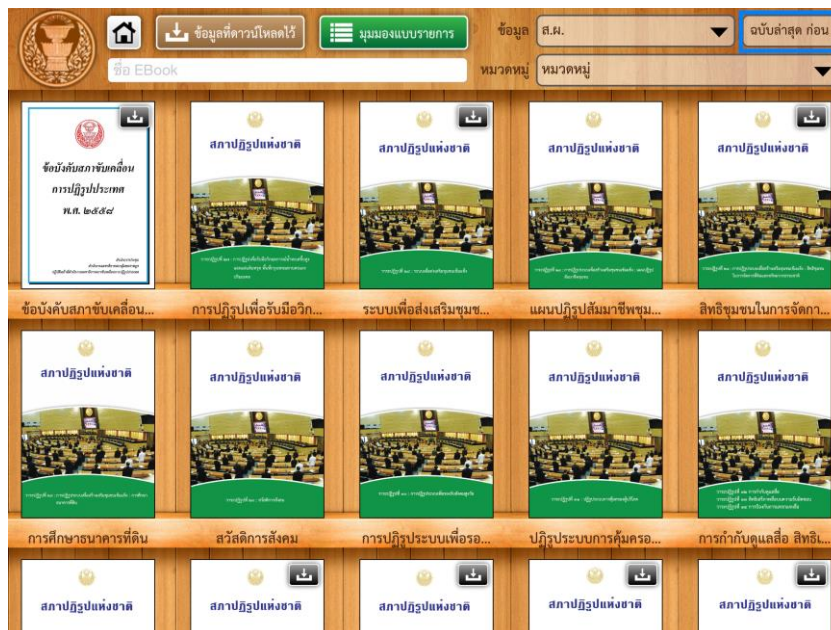 ข้อมูลที่ดาวน์โหลดไว้
มุมมองแบบรายการ
ข้อมูล
ส.ผ.
ฉบับล่าสุด ก่อน
ชื่อ EBook
หมวดหมู่
หมวดหมู่
ข้อบังคับสภาขับเคลื่อน
การปฏิรูปประเทศ
พ.ศ. ๒๕๕๘
สภาปฏิรูปแห่งชาติ
สภาปฏิรูปแห่งชาติ
สภาปฏิรูปแห่งชาติ
สภาปฏิรูปแห่งชาติ
ข้อบังคับสภาขับเคลื่อน...
การปฏิรูปเพื่อรับมือวิก...
ระบบเพื่อส่งเสริมชุมช...
แผนปฏิรูปสัมมาชีพชุม...
สิทธิชุมชนในการจัดกา...
สภาปฏิรูปแห่งชาติ
สภาปฏิรูปแห่งชาติ
สภาปฏิรูปแห่งชาติ
สภาปฏิรูปแห่งชาติ
สภาปฏิรูปแห่งชาติ
การศึกษาธนาคารที่ดิน
สวัสดิการสังคม
การปฏิรูประบบเพื่อรอ...
ปฏิรูประบบการคุ้มครอ...
การกำกับดูแลสื่อ สิทธิเ...
สภาปฏิรูปแห่งชาติ
สภาปฏิรูปแห่งชาติ
สภาปฏิรูปแห่งชาติ
สภาปฏิรูปแห่งชาติ
สภาปฏิรูปแห่งชาติ